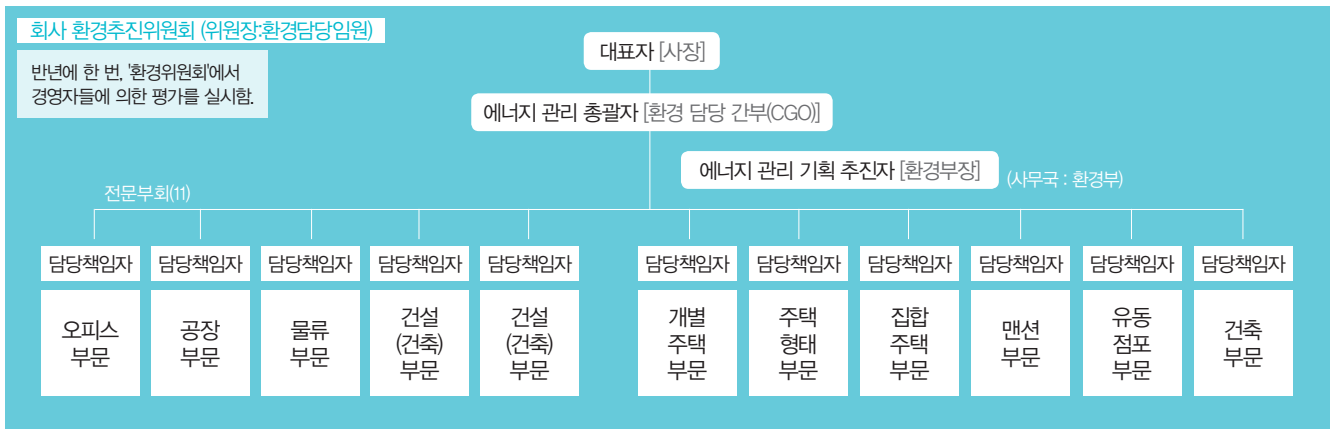 회사 환경추진위원회 (위원장:환경담당임원)
반년에 한 번, '환경위원회'에서
경영자들에 의한 평가를 실시함.
대표자 [사장]
에너지 관리 총괄자 [환경 담당 간부(CGO)]
에너지 관리 기획 추진자 [환경부장]
(사무국 : 환경부)
전문부회(11)
담당책임자
오피스
부문
담당책임자
공장
부문
담당책임자
물류
부문
담당책임자
건설
(건축)
부문
담당책임자
건설
(건축)
부문
담당책임자
개별
주택
부문
담당책임자
주택
형태
부문
담당책임자
집합
주택
부문
담당책임자
맨션
부문
담당책임자
유동
점포
부문
담당책임자
건축
부문